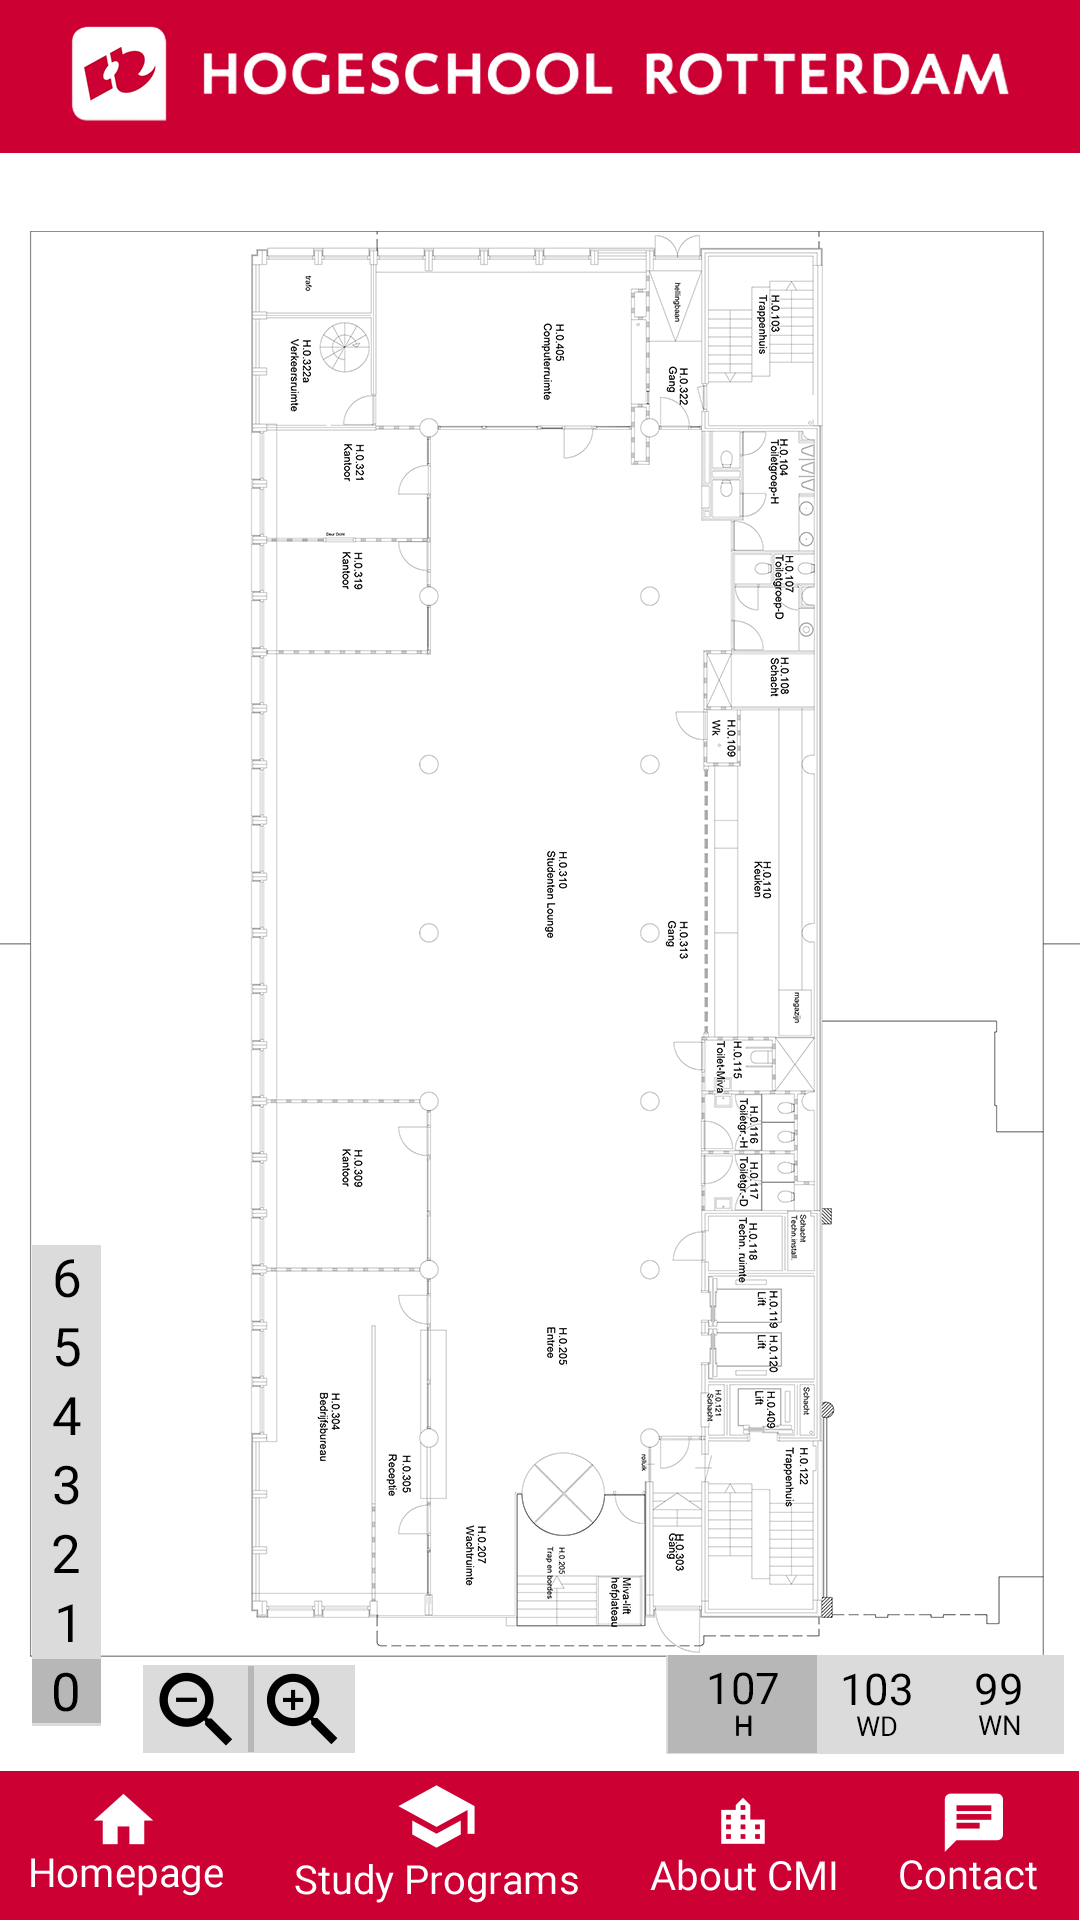 HOGESCHOOL ROTTERDAM
trafo
H.0.322a
Verkeersruimte
H.0.405
Computerruimte
hellingbaan
H.0.322
Gang
H.0.103
Trappenhuis
H.0.321
Kantoor
Deur Dicht
H.0.319
Kantoor
H.0.104
Toiletgroep-H
H.0.107
Toiletgroep-D
H.0.108
Schacht
H.0.109
Wk
H.0.310
Studenten Lounge
H.0.313
Gang
H.0.110
Keuken
magazijn
H.0.115
Toilet-Miva
H.0.116
Toiletgr.-H
H.0.117
Toiletgr.-D
H.0.309
Kantoor
H.0.118
Techn. ruimte
Schacht
Techn.install.
H.0.119
Lift
H.0.120
Lift
H.0.205
Entree
H.0.121
Schacht
H.0.409
Lift
Schacht
H.0.304
Bedrijfsbureau
H.0.305
Receptie
rolluik
H.0.122
Trappenhuis
H.0.207
Wachtruimte
H.0.205
Trap en bordes
Miva-lift
hefplateau
H.0.303
Gang
6
5
4
3
2
1
0
107 103 99
H WD WN
Homepage Study Programs About CMI Contact